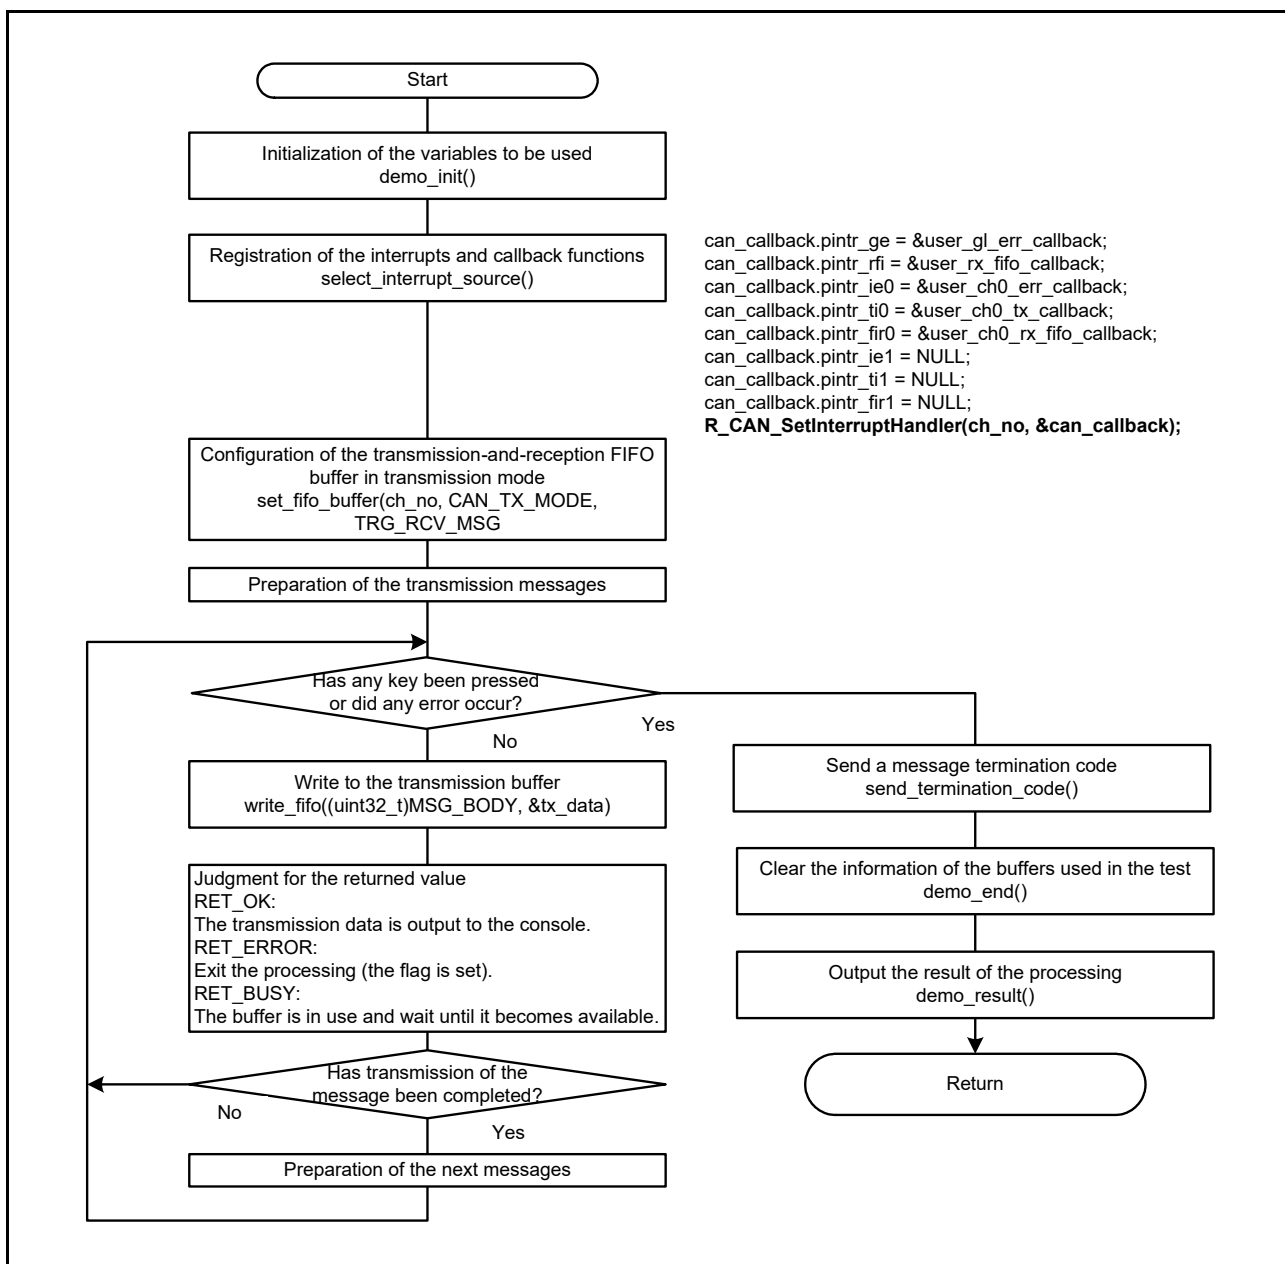 Start
Initialization of the variables to be used
demo_init()
Registration of the interrupts and callback functions
select_interrupt_source()
can_callback.pintr_ge = &user_gl_err_callback;
can_callback.pintr_rfi = &user_rx_fifo_callback;
can_callback.pintr_ie0 = &user_ch0_err_callback;
can_callback.pintr_ti0 = &user_ch0_tx_callback;
can_callback.pintr_fir0 = &user_ch0_rx_fifo_callback;
can_callback.pintr_ie1 = NULL;
can_callback.pintr_ti1 = NULL;
can_callback.pintr_fir1 = NULL;
R_CAN_SetInterruptHandler(ch_no, &can_callback);
Configuration of the transmission-and-reception FIFO
buffer in transmission mode
set_fifo_buffer(ch_no, CAN_TX_MODE,
TRG_RCV_MSG
Preparation of the transmission messages
Has any key been pressed
or did any error occur?
Yes
No
Write to the transmission buffer
write_fifo((uint32_t)MSG_BODY, &tx_data)
Judgment for the returned value
RET_OK:
The transmission data is output to the console.
RET_ERROR:
Exit the processing (the flag is set).
RET_BUSY:
The buffer is in use and wait until it becomes available.
Has transmission of the
message been completed?
No
Yes
Preparation of the next messages
Send a message termination code
send_termination_code()
Clear the information of the buffers used in the test
demo_end()
Output the result of the processing
demo_result()
Return